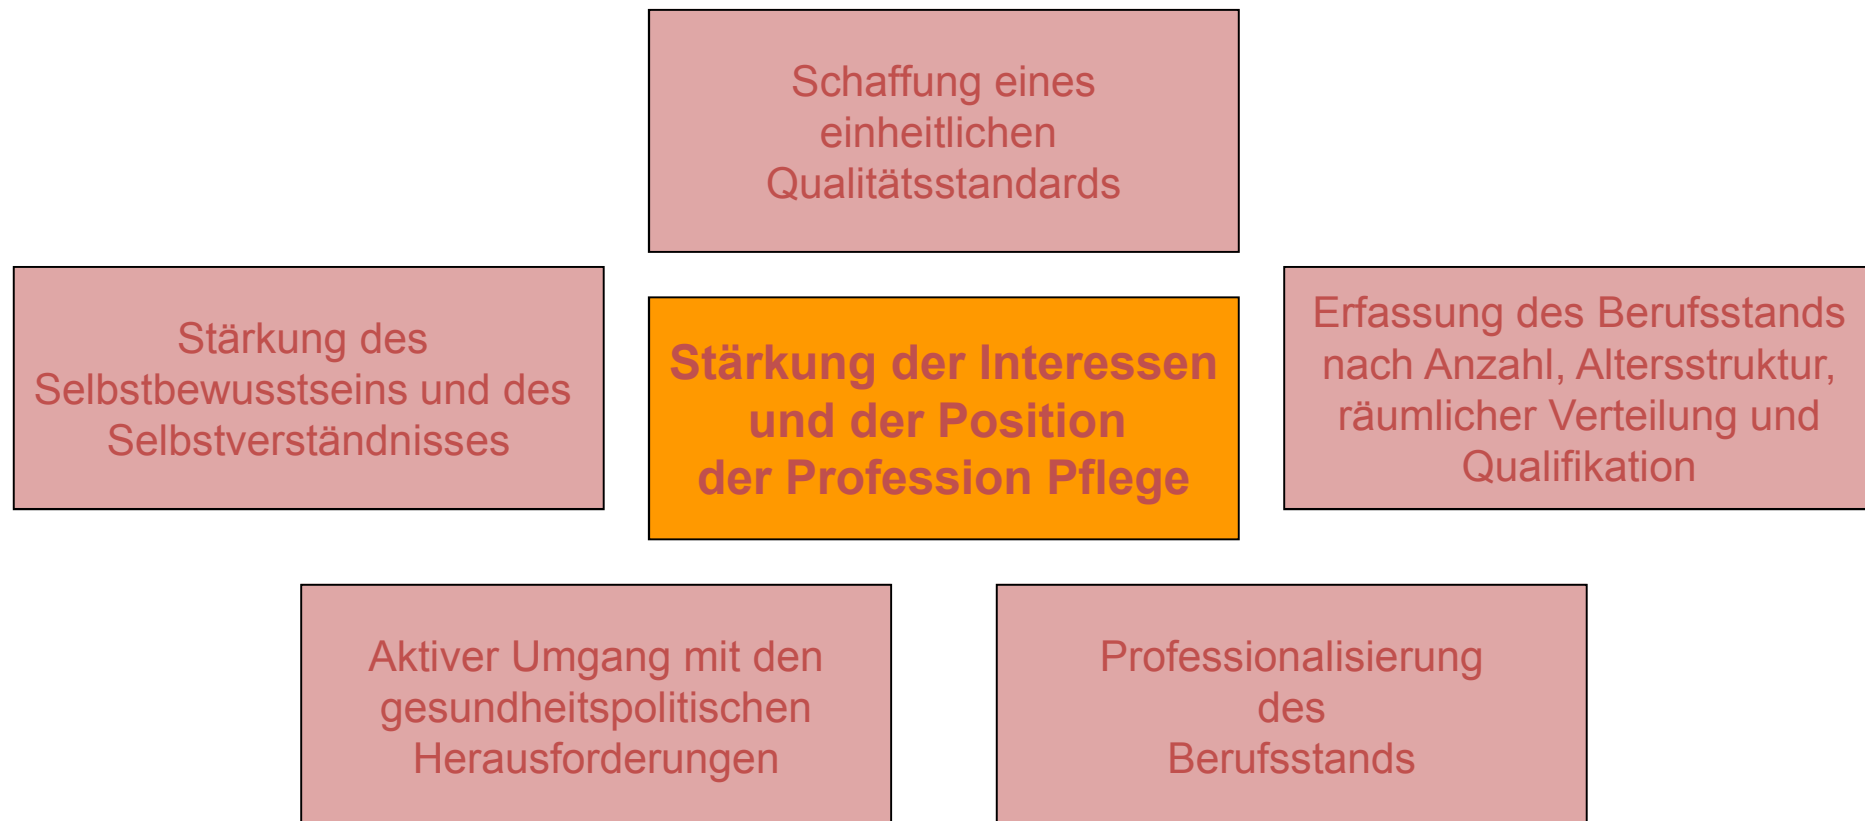 Schaffung eines
einheitlichen
Qualitätsstandards
Stärkung des
Selbstbewusstseins und des
Selbstverständnisses
Stärkung der Interessen
und der Position
der Profession Pflege
Erfassung des Berufsstands
nach Anzahl, Altersstruktur,
räumlicher Verteilung und
Qualifikation
Aktiver Umgang mit den
gesundheitspolitischen
Herausforderungen
Professionalisierung
des
Berufsstands